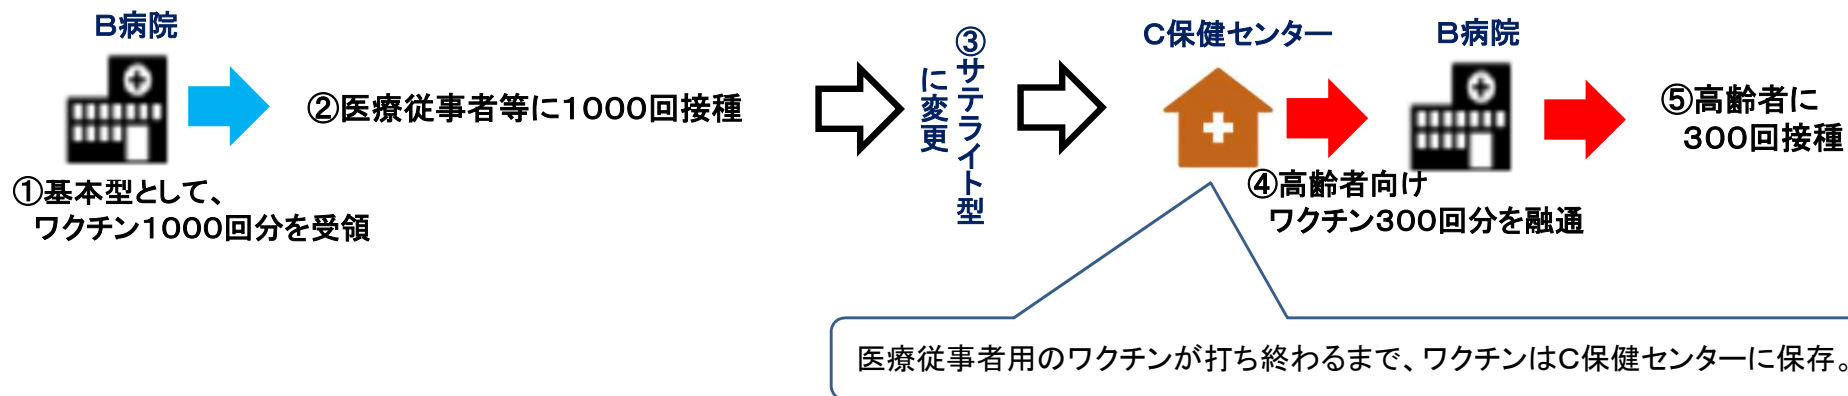 B病院
①基本型として、
ワクチン1000回分を受領
②医療従事者等に1000回接種
③サテライト型
に変更
C保健センター
④高齢者向け
ワクチン300回分を融通
B病院
⑤高齢者に
300回接種
医療従事者用のワクチンが打ち終わるまで、ワクチンはC保健センターに保存。